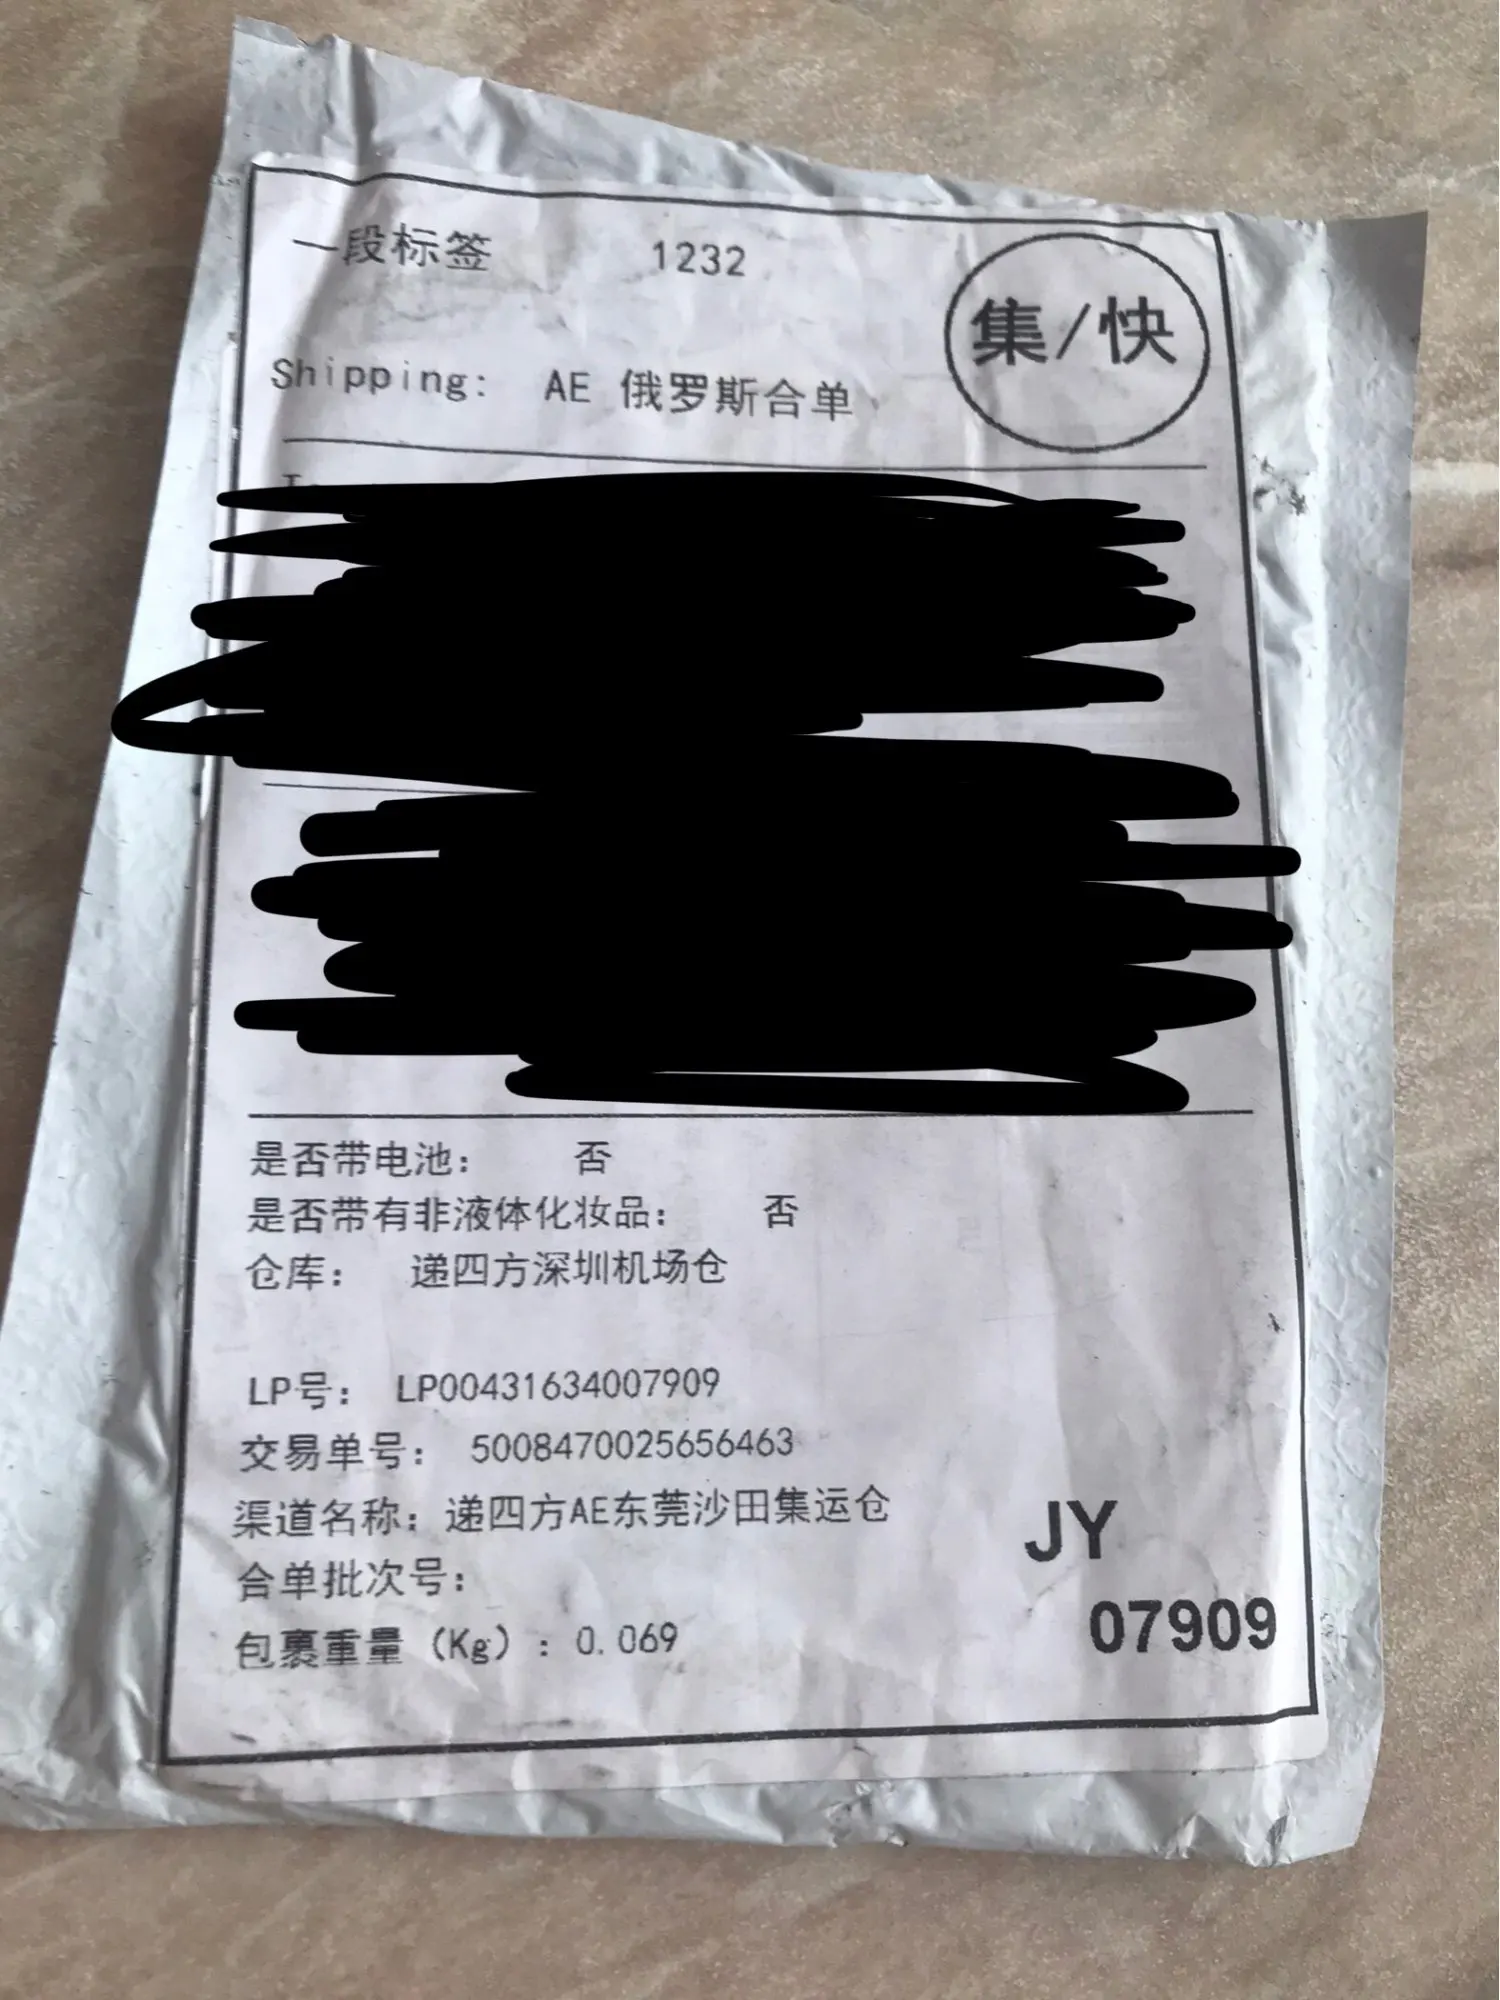 一段标签 1232
集/快
Shipping: AE 俄罗斯合单
是否带电池： 否
是否带有非液体化妆品： 否
仓库： 递四方深圳机场仓
LP号： LP00431634007909
交易单号： 5008470025656463
渠道名称：递四方AE东莞沙田集运仓
合单批次号：
包裹重量（Kg）：0.069
JY
07909